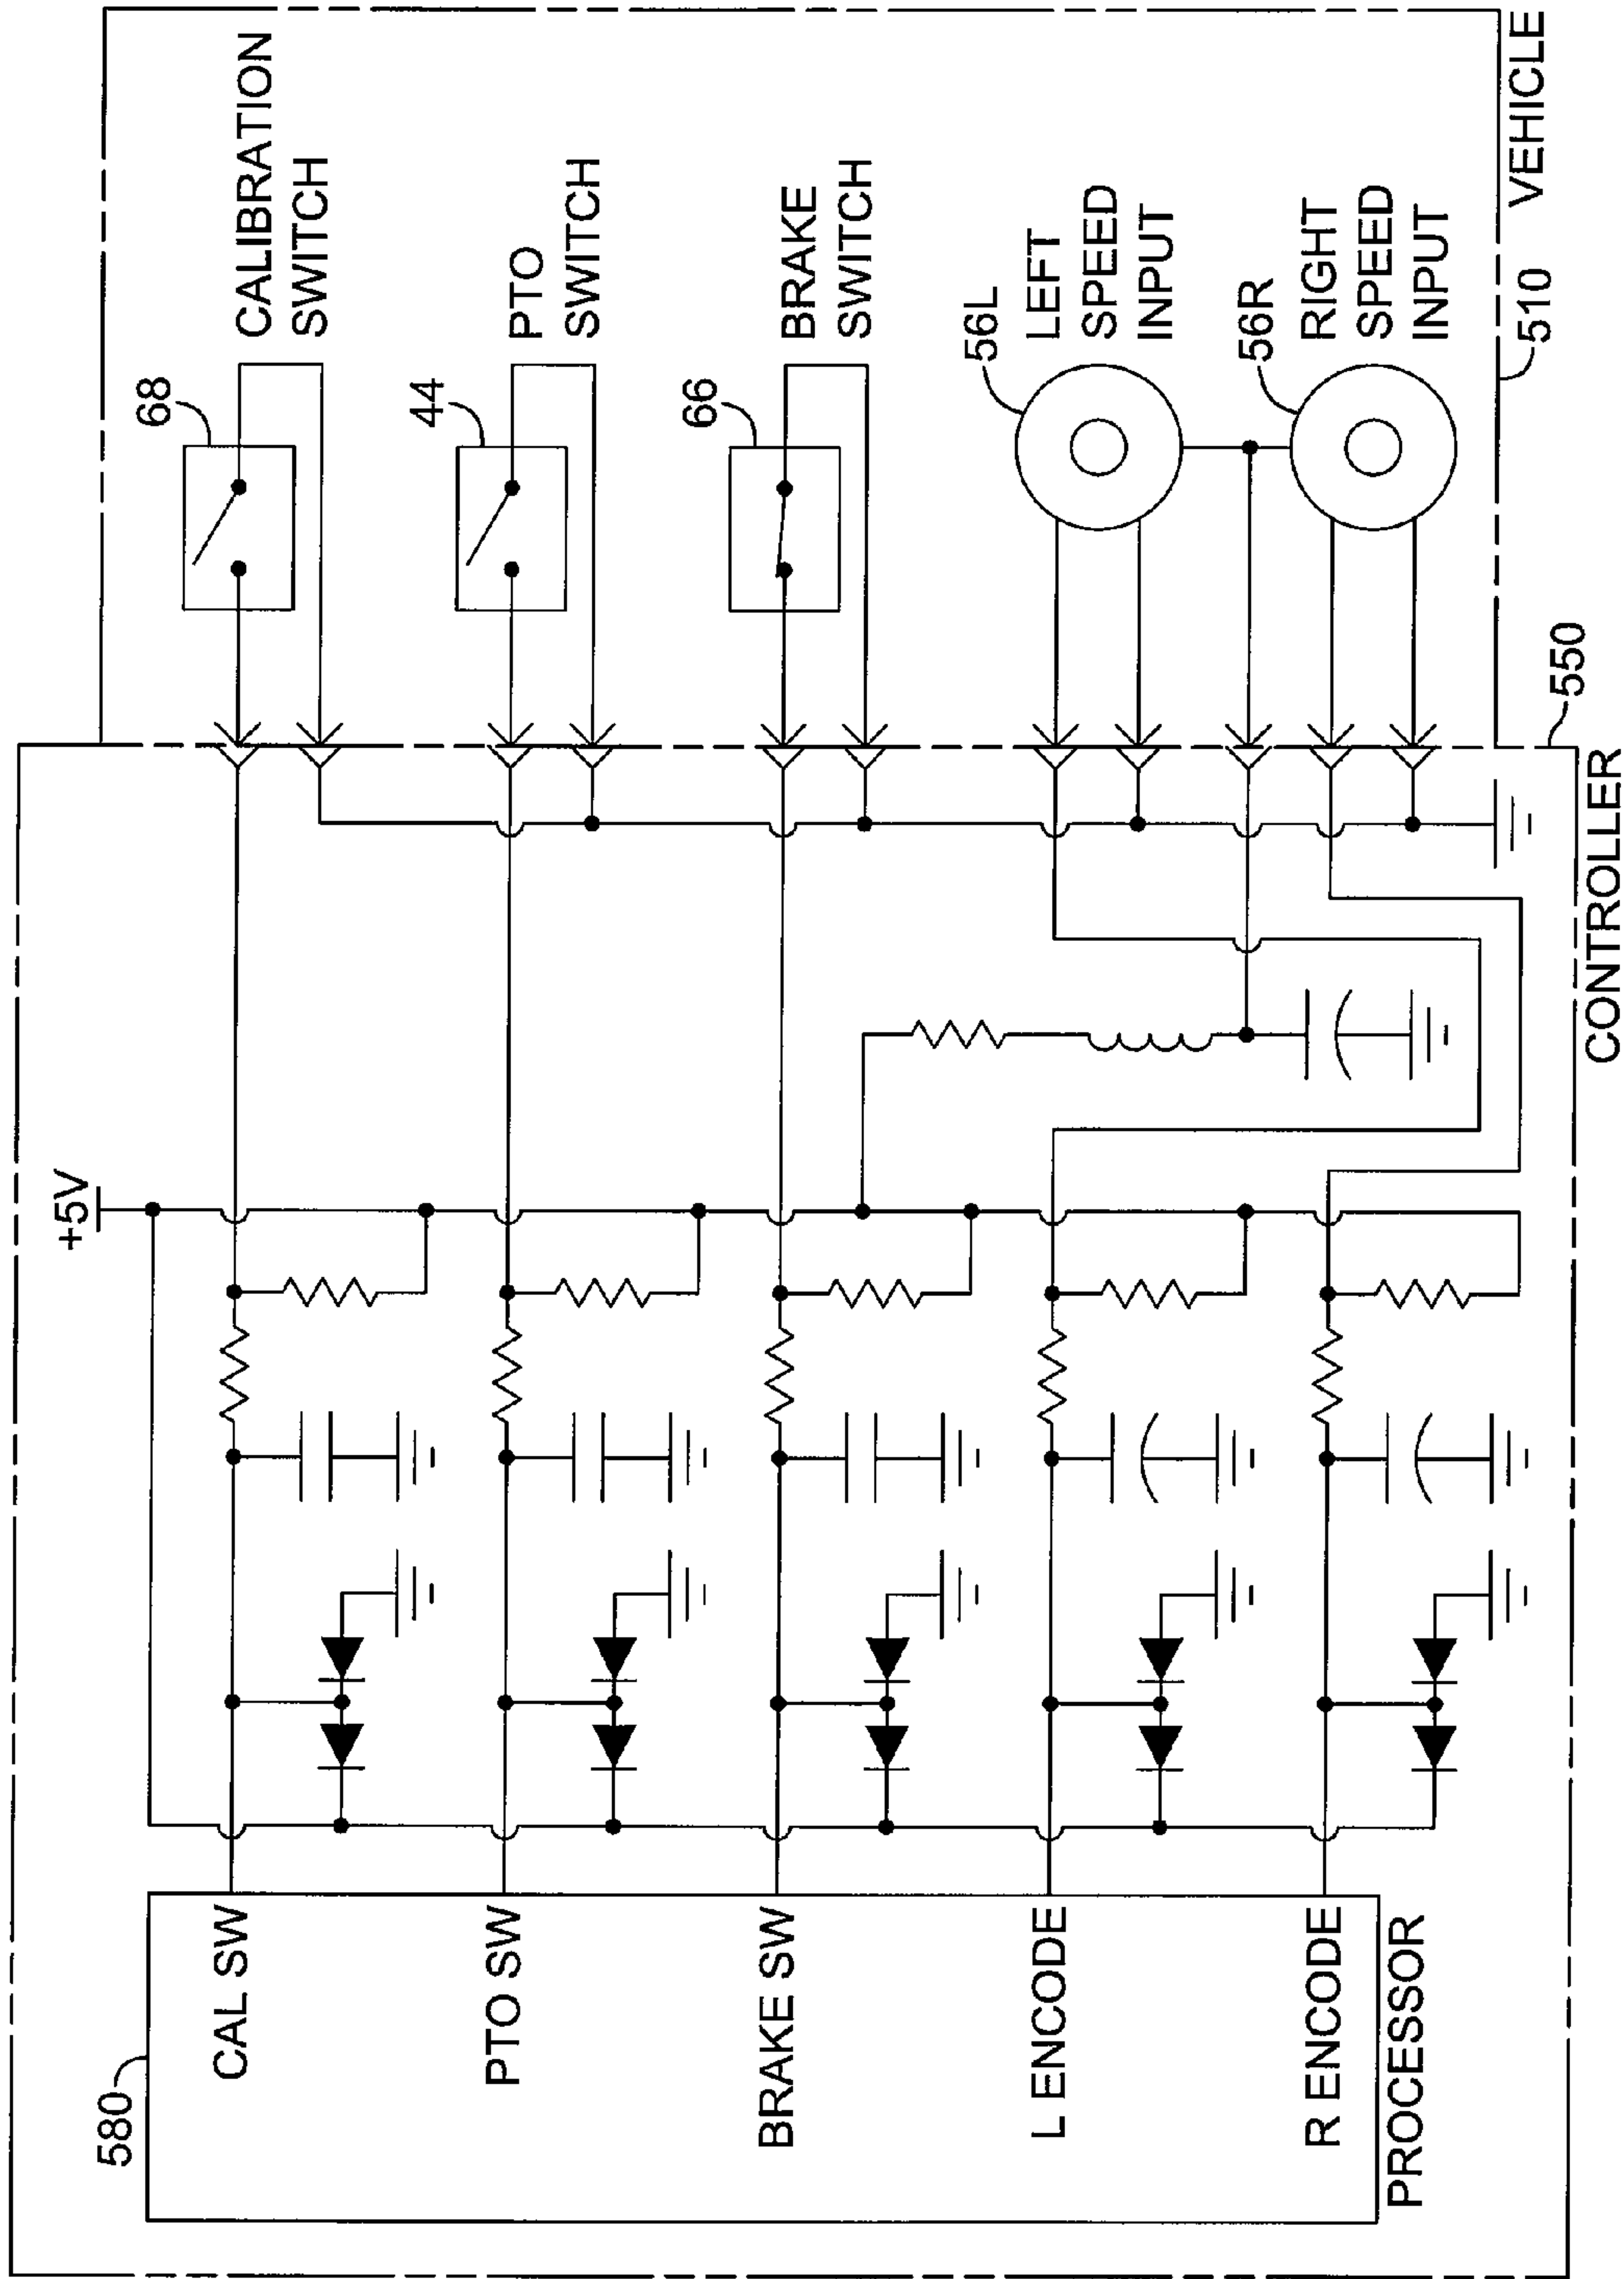 +5V
580
CAL SW
PTO SW
BRAKE SW
L ENCODE
R ENCODE
PROCESSOR
CONTROLLER
550
68
CALIBRATION
SWITCH
44
PTO
SWITCH
66
BRAKE
SWITCH
56L
LEFT
SPEED
INPUT
56R
RIGHT
SPEED
INPUT
510
VEHICLE